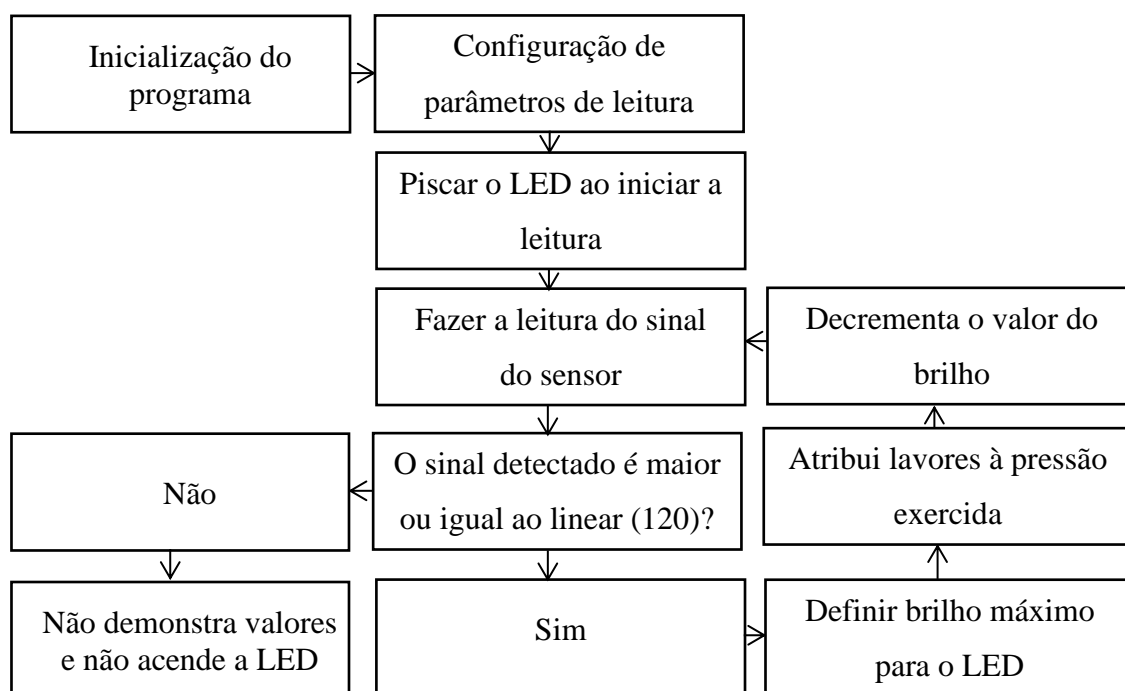 Inicialização do
programa
Configuração de
parâmetros de leitura
Piscar o LED ao iniciar a
leitura
Fazer a leitura do sinal
do sensor
Decrementa o valor do
brilho
Não
O sinal detectado é maior
ou igual ao linear (120)?
Atribui lavores à pressão
exercida
Não demonstra valores
e não acende a LED
Sim
Definir brilho máximo
para o LED